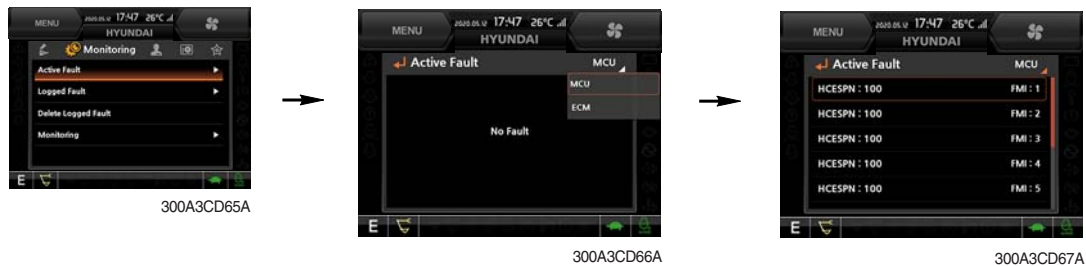 MENU
2020.05.12 17:47 26°C
HYUNDAI
Monitoring
Active Fault
Logged Fault
Delete Logged Fault
Monitoring
E
300A3CD65A
MENU
2020.05.12 17:47 26°C
HYUNDAI
Active Fault MCU
MCU
ECM
No Fault
E
300A3CD66A
MENU
2020.05.12 17:47 26°C
HYUNDAI
Active Fault MCU
HCESPN : 100 FMI : 1
HCESPN : 100 FMI : 2
HCESPN : 100 FMI : 3
HCESPN : 100 FMI : 4
HCESPN : 100 FMI : 5
E
300A3CD67A